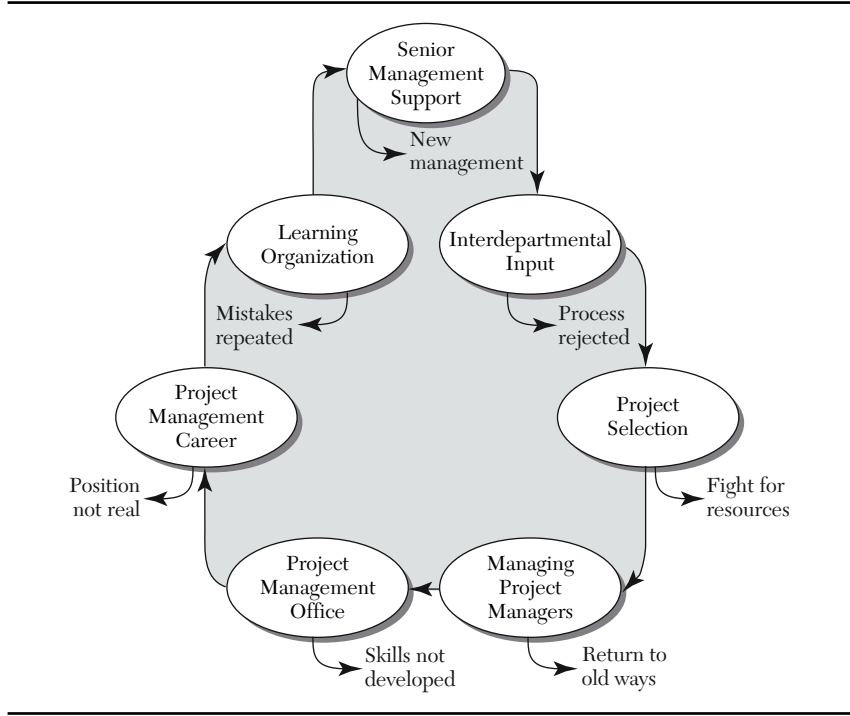 Senior
Management
Support
New
management
Learning
Organization
Interdepartmental
Input
Mistakes
repeated
Process
rejected
Project
Management
Career
Project
Selection
Position
not real
Fight for
resources
Project
Management
Office
Managing
Project
Managers
Skills not
developed
Return to
old ways